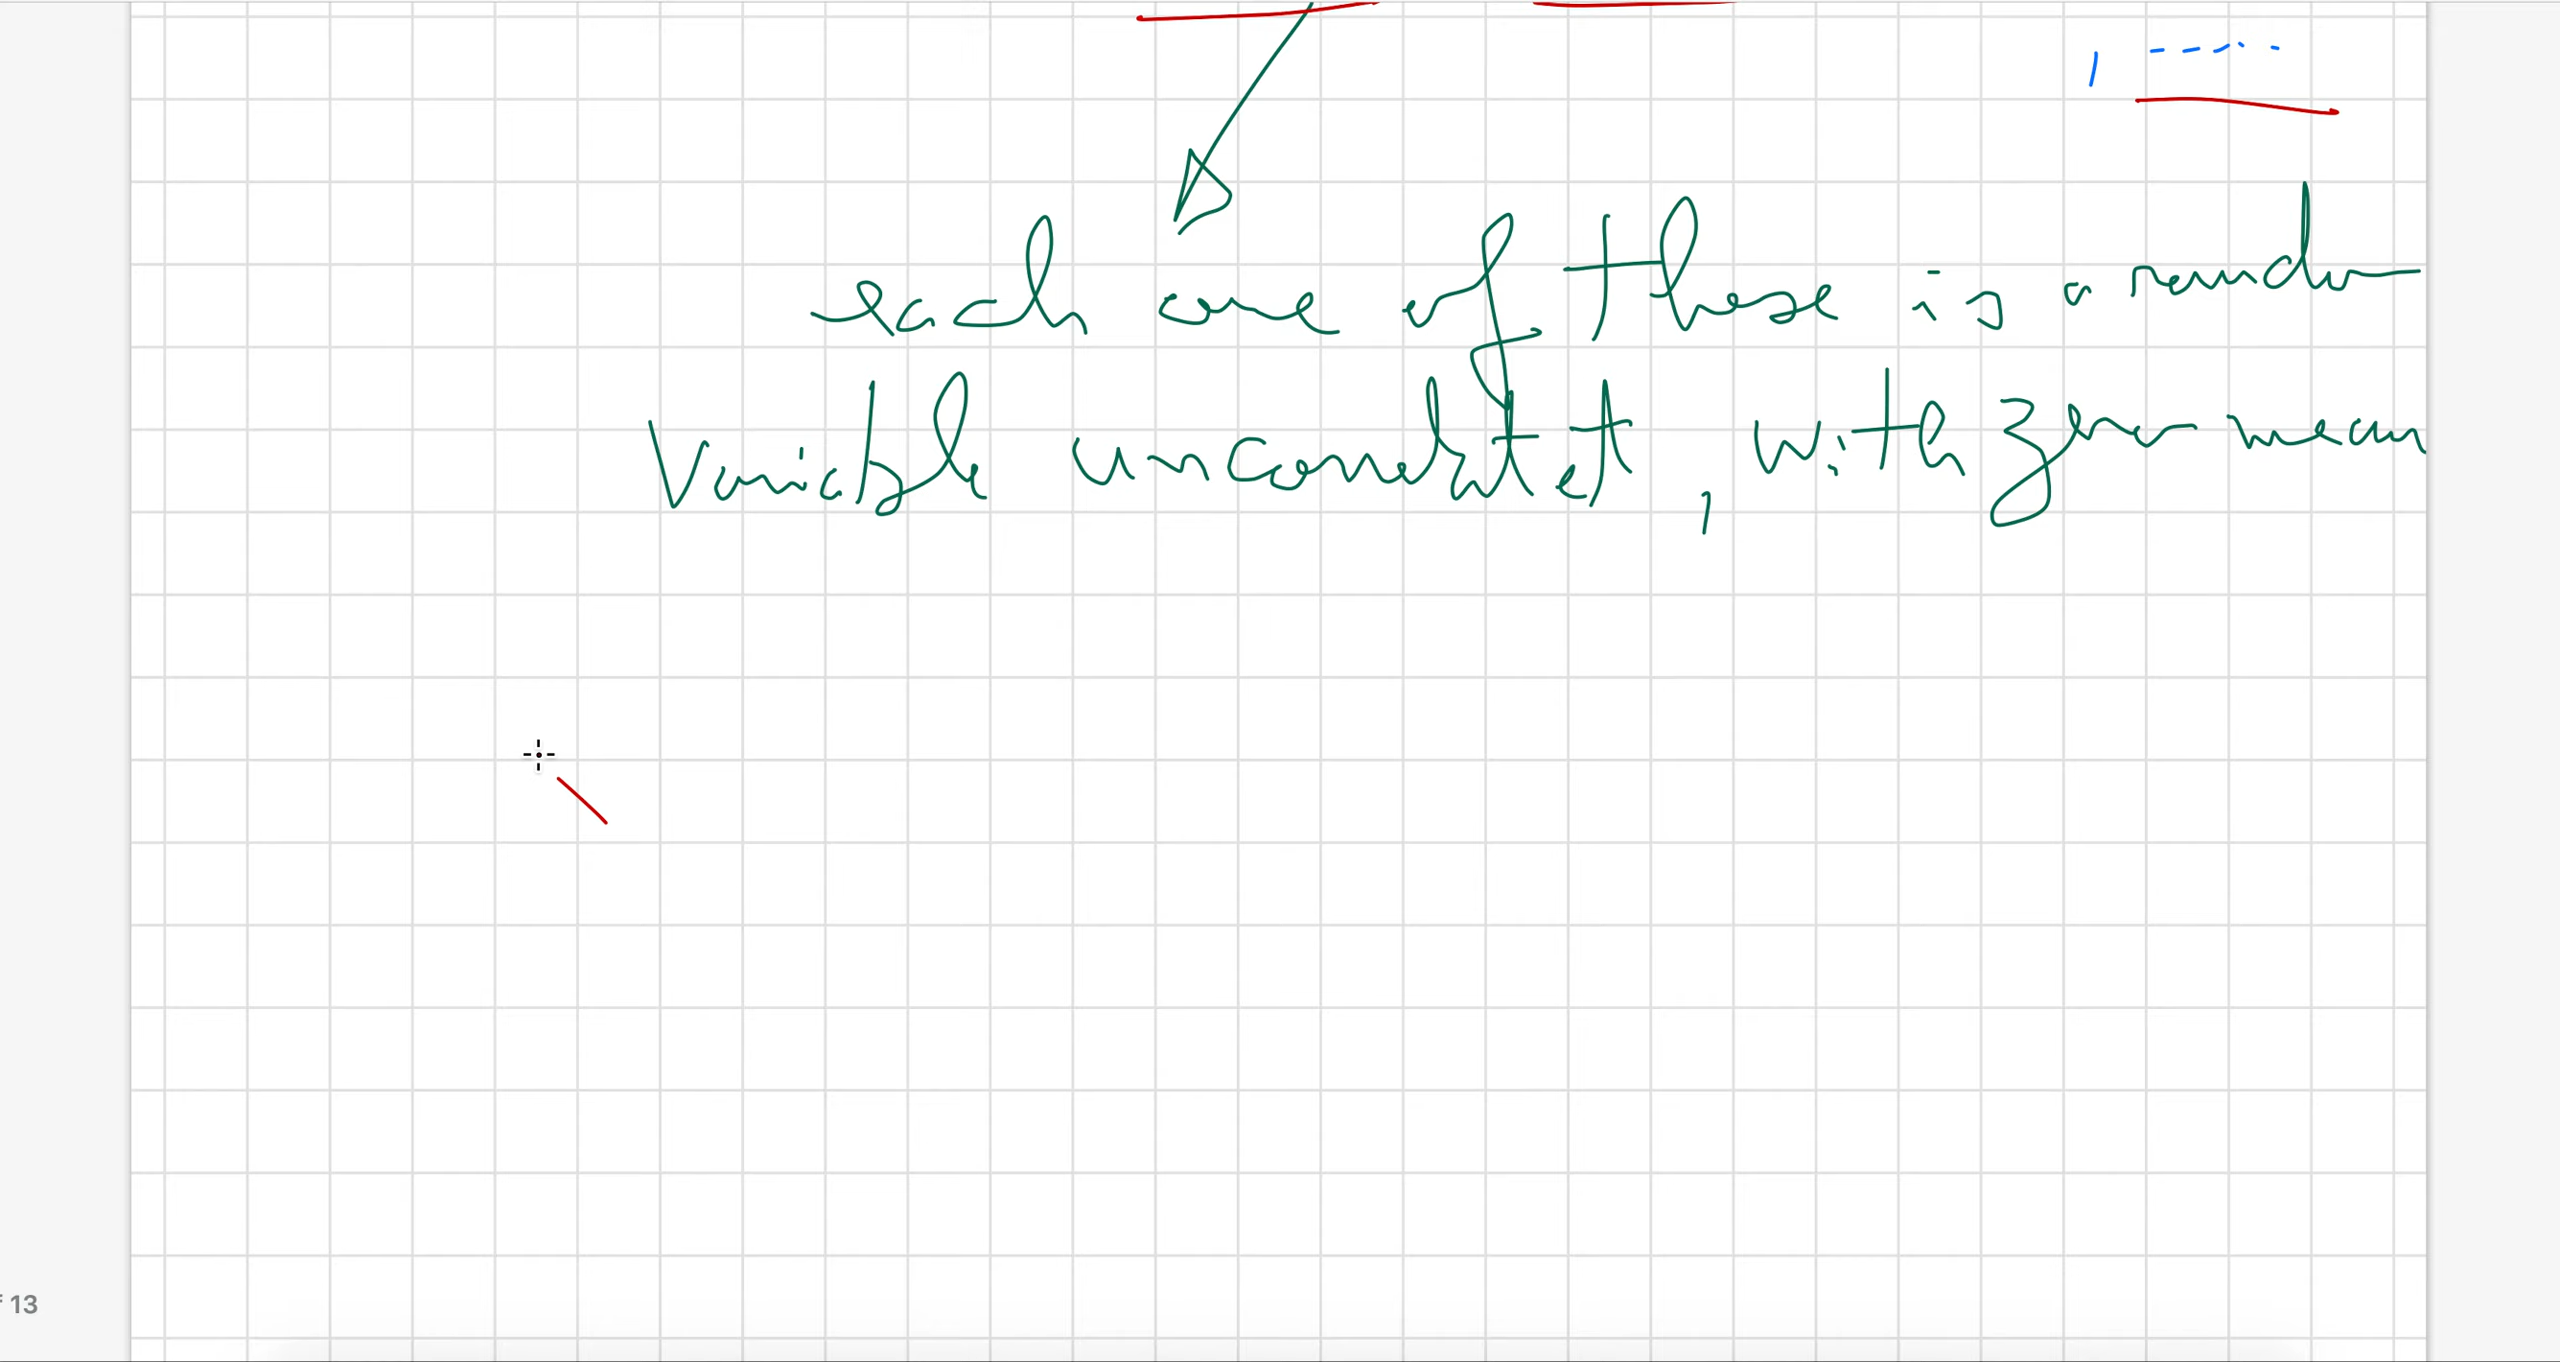 , - - - - -
each one of these is a random
Variable uncorrelated, with zero mean
13